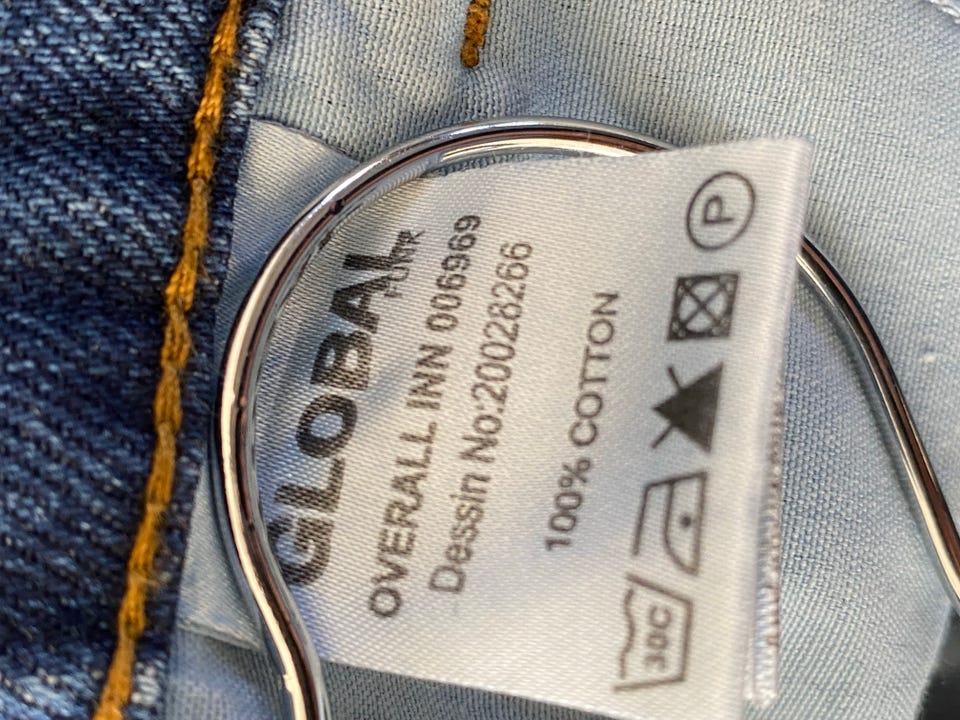 GLOBAL
OVERALL INN 006969
Dessin No:20028266
100% COTTON
30C P